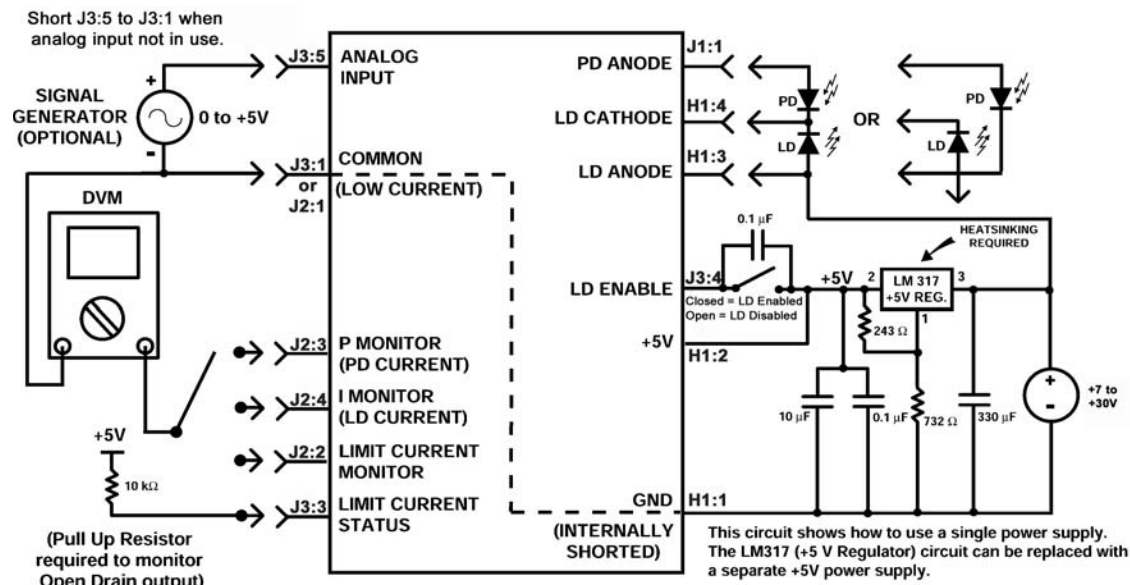 Short J3:5 to J3:1 when
analog input not in use.
SIGNAL
GENERATOR
(OPTIONAL)
+
-
0 to +5V
DVM
+5V
10 kΩ
(Pull Up Resistor
required to monitor
Open Drain output)
J3:5
ANALOG
INPUT
J3:1
or
J2:1
COMMON
(LOW CURRENT)
J2:3
P MONITOR
(PD CURRENT)
J2:4
I MONITOR
(LD CURRENT)
J2:2
LIMIT CURRENT
MONITOR
J3:3
LIMIT CURRENT
STATUS
PD ANODE
J1:1
LD CATHODE
H1:4
LD ANODE
H1:3
LD ENABLE
J3:4
+5V
H1:2
GND
H1:1
(INTERNALLY
SHORTED)
PD
LD
OR
PD
LD
0.1 µF
Closed = LD Enabled
Open = LD Disabled
+5V
HEATSINKING
REQUIRED
2
LM 317
+5V REG.
3
1
243 Ω
10 µF
0.1 µF
732 Ω
330 µF
+
-
+7 to
+30V
This circuit shows how to use a single power supply.
The LM317 (+5 V Regulator) circuit can be replaced with
a separate +5V power supply.